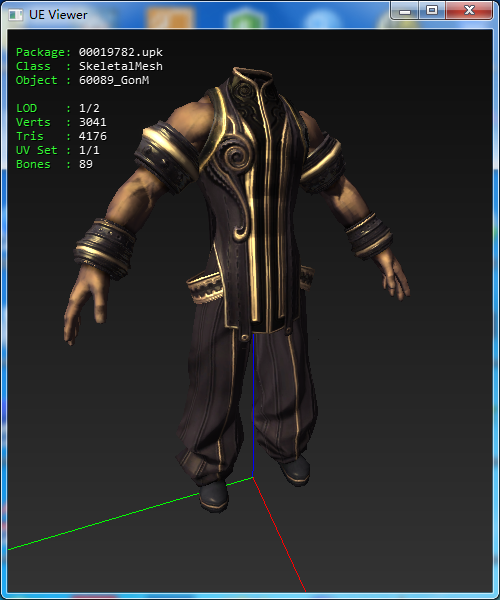 UE Viewer
Package: 00019782.upk
Class : SkeletalMesh
Object : 60089_GonM
LOD : 1/2
Verts : 3041
Tris : 4176
UV Set : 1/1
Bones : 89